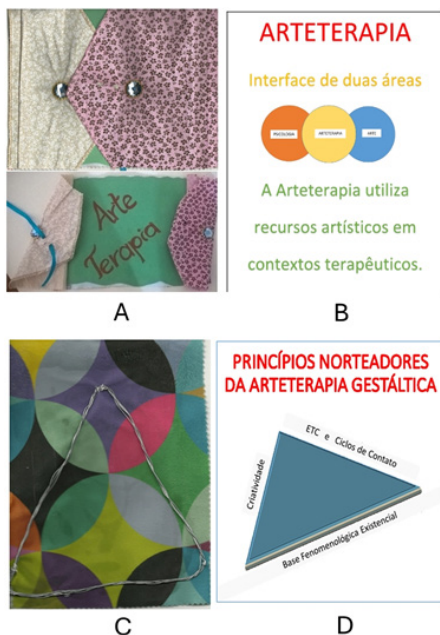 Arte
Terapia
A
ARTETERAPIA
Interface de duas áreas
PSICOLOGIA
ARTETERAPIA
ARTE
A Arteterapia utiliza
recursos artísticos em
contextos terapêuticos.
B
C
PRINCÍPIOS NORTEADORES
DA ARTETERAPIA GESTÁLTICA
ETC e Ciclos de Contato
Criatividade
Base Fenomenológica Existencial
D